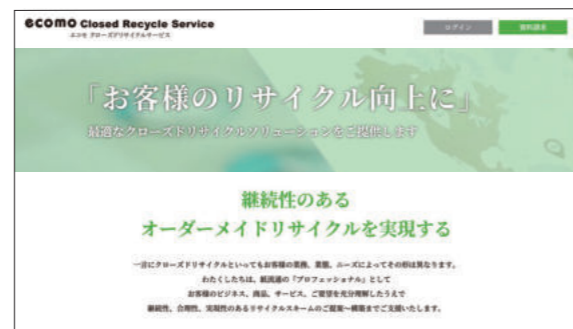 ecomo Closed Recycle Service
エコモ クローズドリサイクルサービス
ログイン
資料請求
「お客様のリサイクル向上に」
最適なクローズドリサイクルソリューションをご提供します
継続性のある
オーダーメイドリサイクルを実現する
一言にクローズドリサイクルといってもお客様の業務、業態、ニーズによってその形は異なります。
わたくしたちは、紙流通の「プロフェッショナル」として
お客様のビジネス、商品、サービス、ご要望を充分理解したうえで
継続性、合理性、実現性のあるリサイクルスキームのご提案〜構築までご支援いたします。